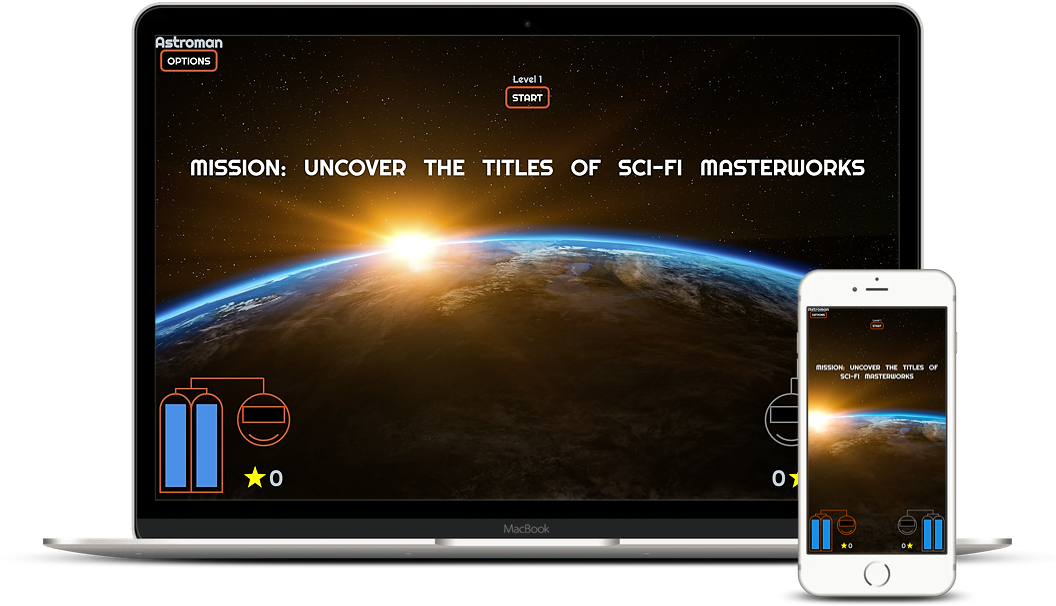 Astroman
OPTIONS
Level 1
START
MISSION: UNCOVER THE TITLES OF SCI-FI MASTERWORKS
0
0
MacBook
Astroman
OPTIONS
Level 1
START
MISSION: UNCOVER THE TITLES OF
SCI-FI MASTERWORKS
0
0